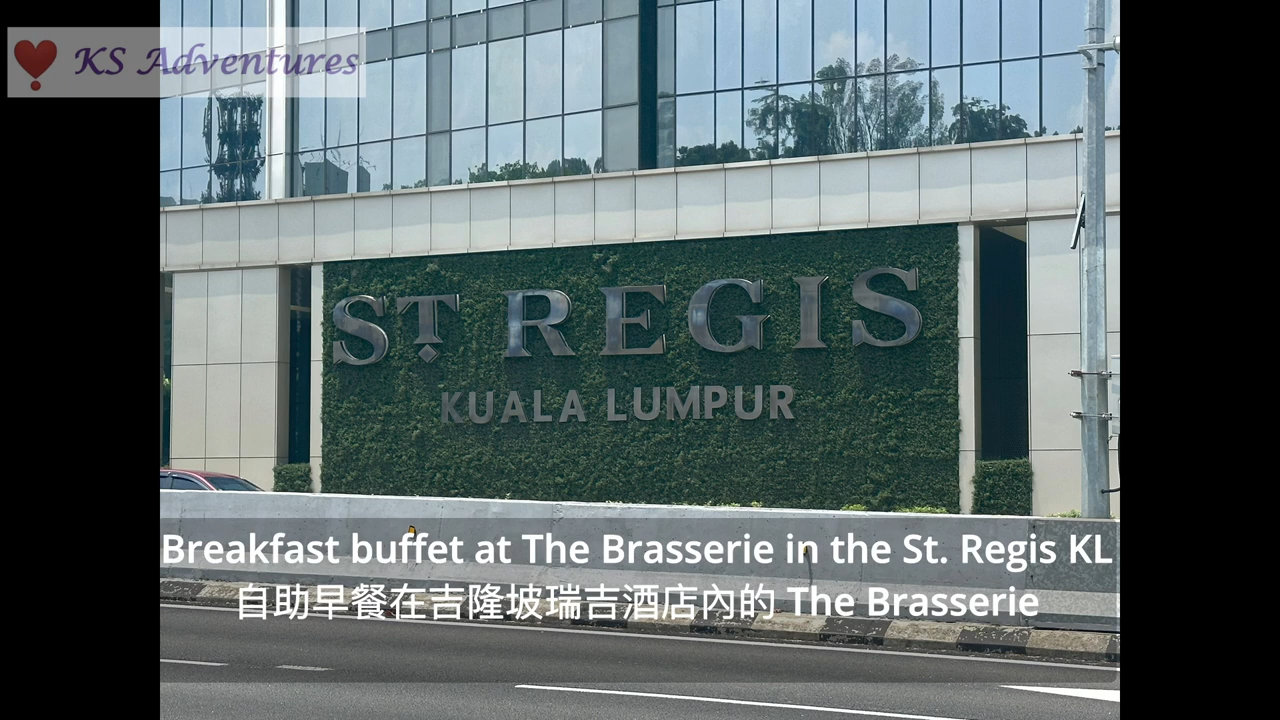 KS Adventures
ST REGIS
KUALA LUMPUR
Breakfast buffet at The Brasserie in the St. Regis KL
自助早餐在吉隆坡瑞吉酒店內的 The Brasserie